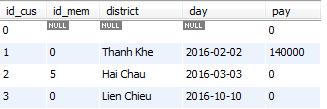 id_cus id_mem district day pay
0 NULL NULL NULL 0
1 0 Thanh Khe 2016-02-02 140000
2 5 Hai Chau 2016-03-03 0
3 0 Lien Chieu 2016-10-10 0